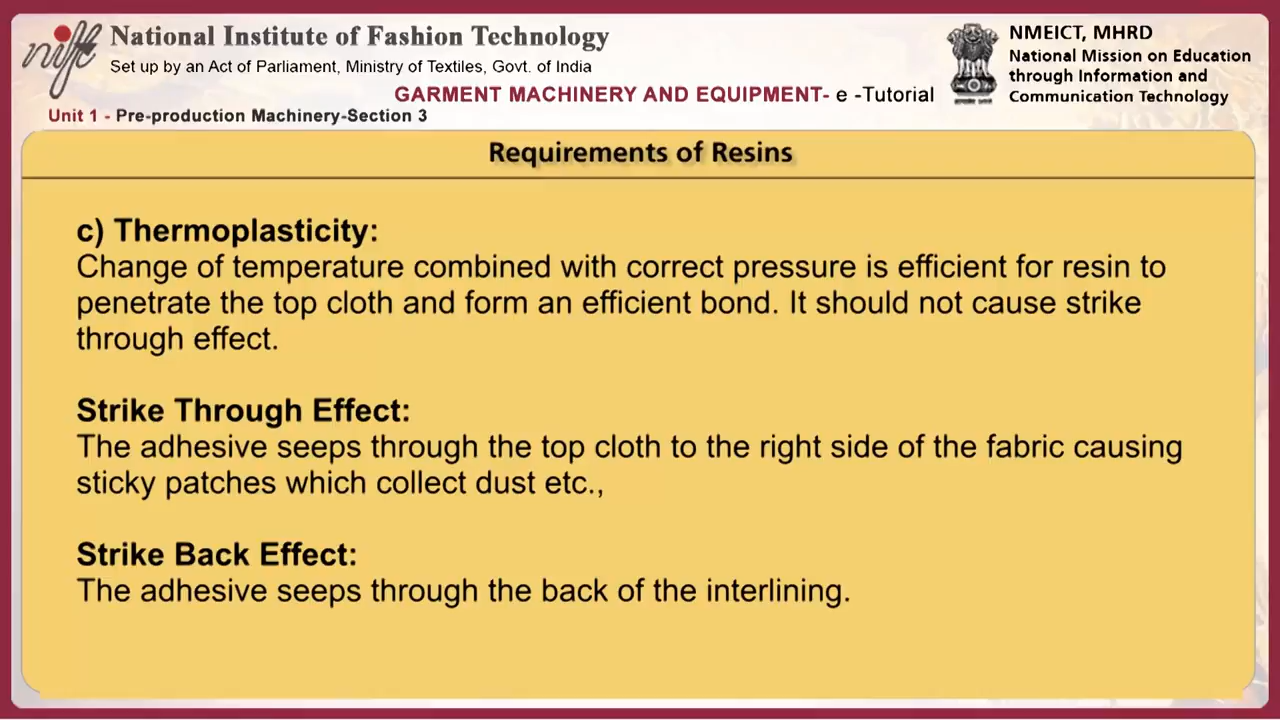 nift
National Institute of Fashion Technology
Set up by an Act of Parliament, Ministry of Textiles, Govt. of India
NMEICT, MHRD
National Mission on Education
through Information and
Communication Technology
GARMENT MACHINERY AND EQUIPMENT- e -Tutorial
Unit 1 - Pre-production Machinery-Section 3
Requirements of Resins
c) Thermoplasticity:
Change of temperature combined with correct pressure is efficient for resin to
penetrate the top cloth and form an efficient bond. It should not cause strike
through effect.
Strike Through Effect:
The adhesive seeps through the top cloth to the right side of the fabric causing
sticky patches which collect dust etc.,
Strike Back Effect:
The adhesive seeps through the back of the interlining.